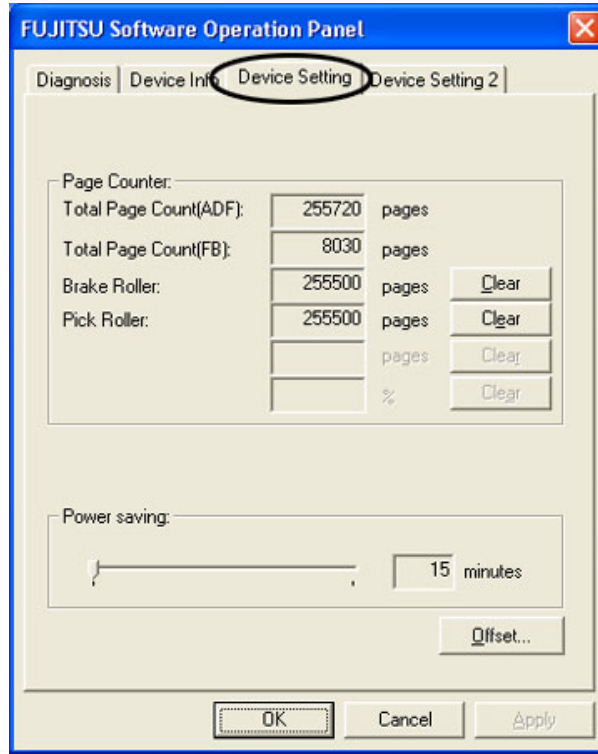 FUJITSU Software Operation Panel
Diagnosis Device Info Device Setting Device Setting 2
Page Counter:
Total Page Count(ADF): 255720 pages
Total Page Count(FB): 8030 pages
Brake Roller: 255500 pages Clear
Pick Roller: 255500 pages Clear
pages Clear
% Clear
Power saving:
15 minutes
Offset...
OK Cancel Apply